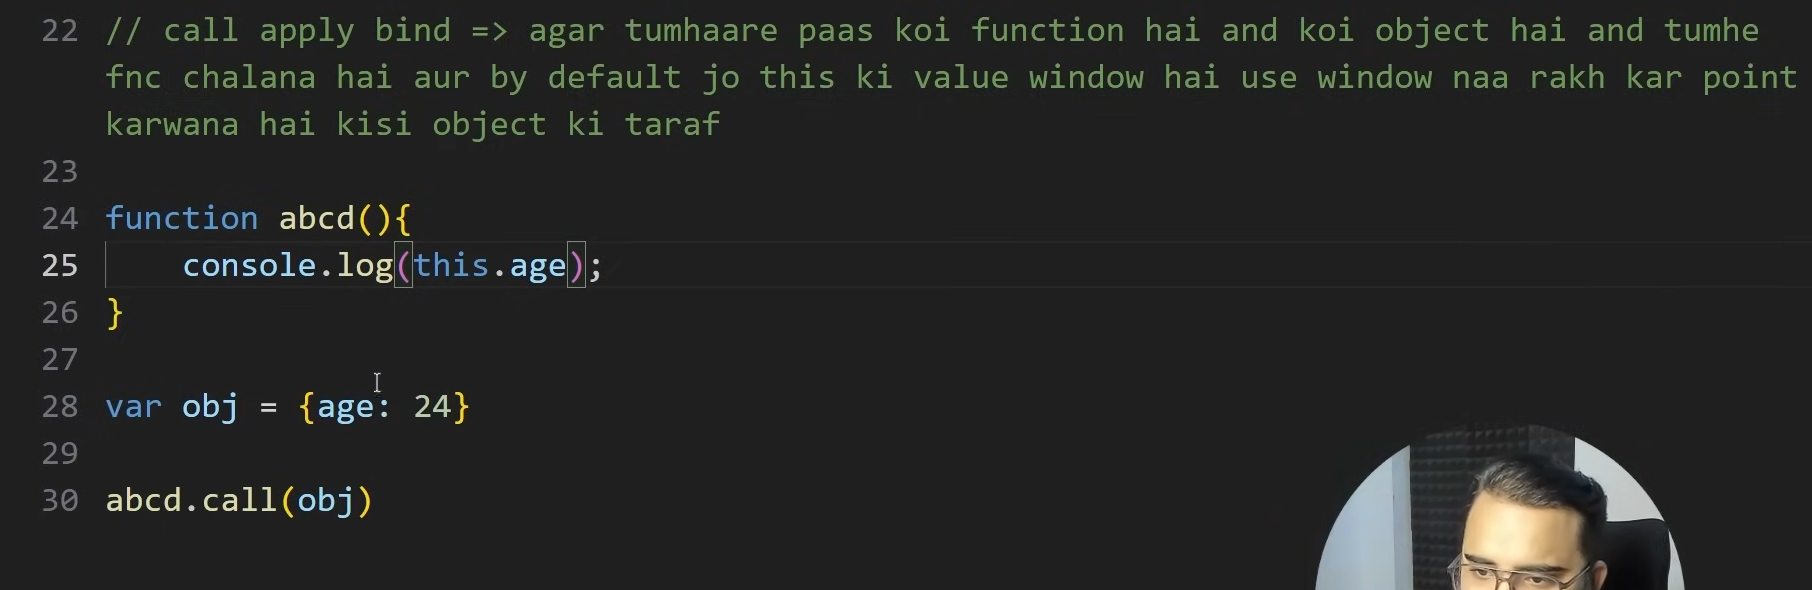 22 // call apply bind => agar tumhaare paas koi function hai and koi object hai and tumhe
fnc chalana hai aur by default jo this ki value window hai use window naa rakh kar point
karwana hai kisi object ki taraf
23
24 function abcd(){
25     console.log(this.age);
26 }
27
28 var obj = {age: 24}
29
30 abcd.call(obj)